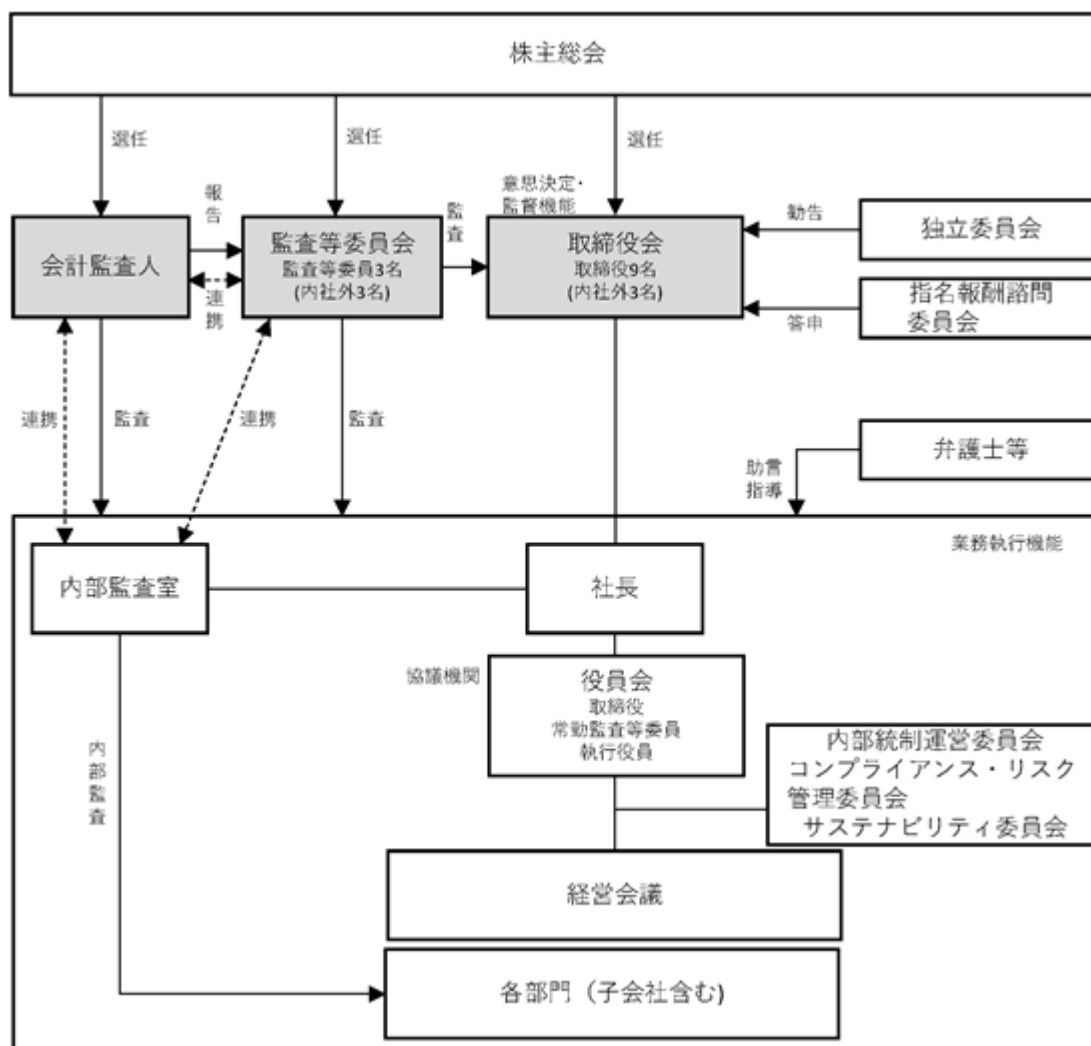 株主総会
選任
選任
選任
報告
監査
意思決定・
監督機能
会計監査人
監査等委員会
監査等委員3名
(内社外3名)
取締役会
取締役9名
(内社外3名)
勧告
独立委員会
連携
答申
指名報酬諮問
委員会
連携
監査
連携
監査
弁護士等
助言
指導
業務執行機能
内部監査室
社長
協議機関
役員会
取締役
常勤監査等委員
執行役員
内部監査
内部統制運営委員会
コンプライアンス・リスク
管理委員会
サステナビリティ委員会
経営会議
各部門（子会社含む)